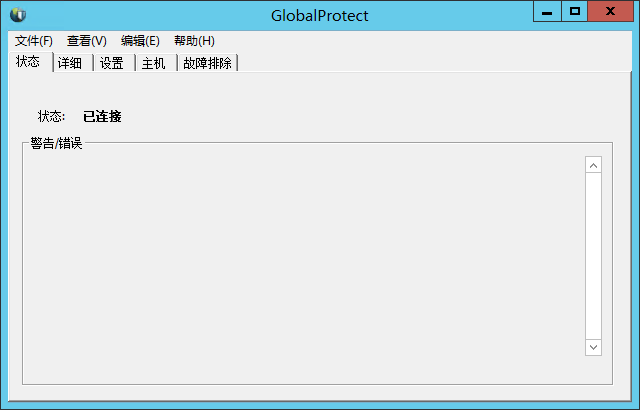 GlobalProtect
文件(F) 查看(V) 编辑(E) 帮助(H)
状态 详细 设置 主机 故障排除
状态: 已连接
警告/错误